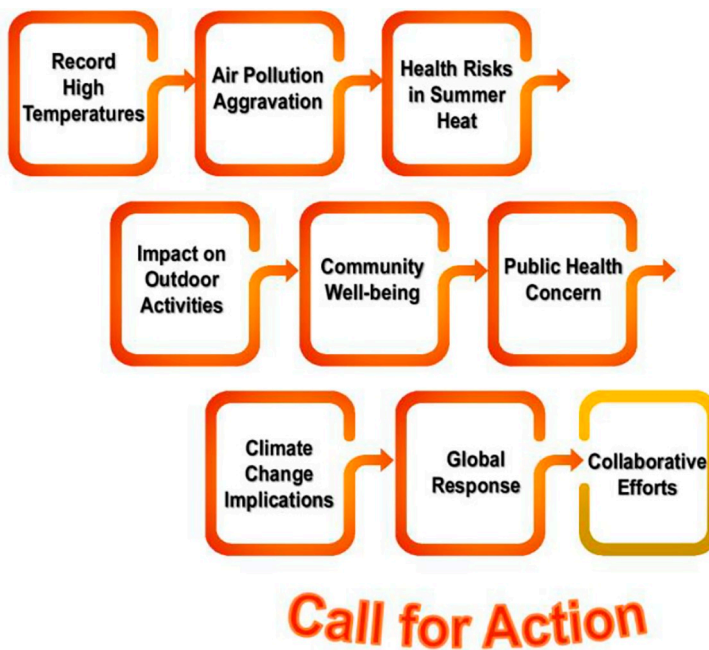 Record
High
Temperatures
Air Pollution
Aggravation
Health Risks
in Summer
Heat
Impact on
Outdoor
Activities
Community
Well-being
Public Health
Concern
Climate
Change
Implications
Global
Response
Collaborative
Efforts
Call for Action